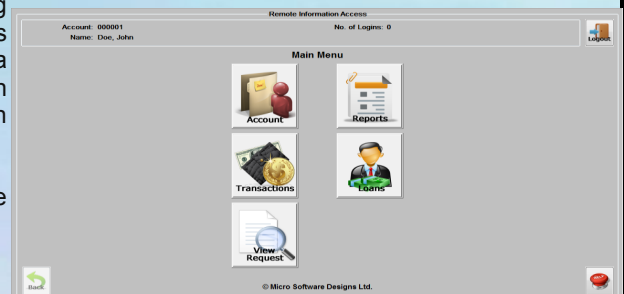 Remote Information Access
Account: 000001 No. of Logins: 0
Name: Doe, John
Logout
Main Menu
Account Reports
Transactions Loans
View
Request
Back
© Micro Software Designs Ltd.